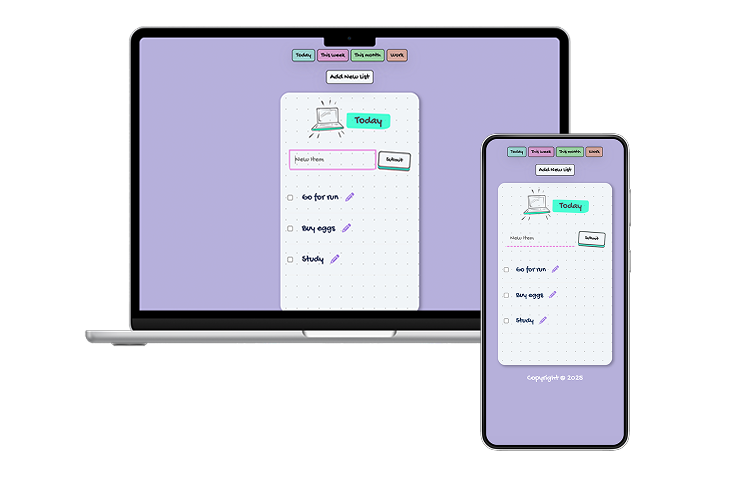 Today This week This month Work
Add New List
Today
New Item Submit
Go for run
Buy eggs
Study
Today This week This month Work
Add New List
Today
New Item Submit
Go for run
Buy eggs
Study
Copyright © 2025